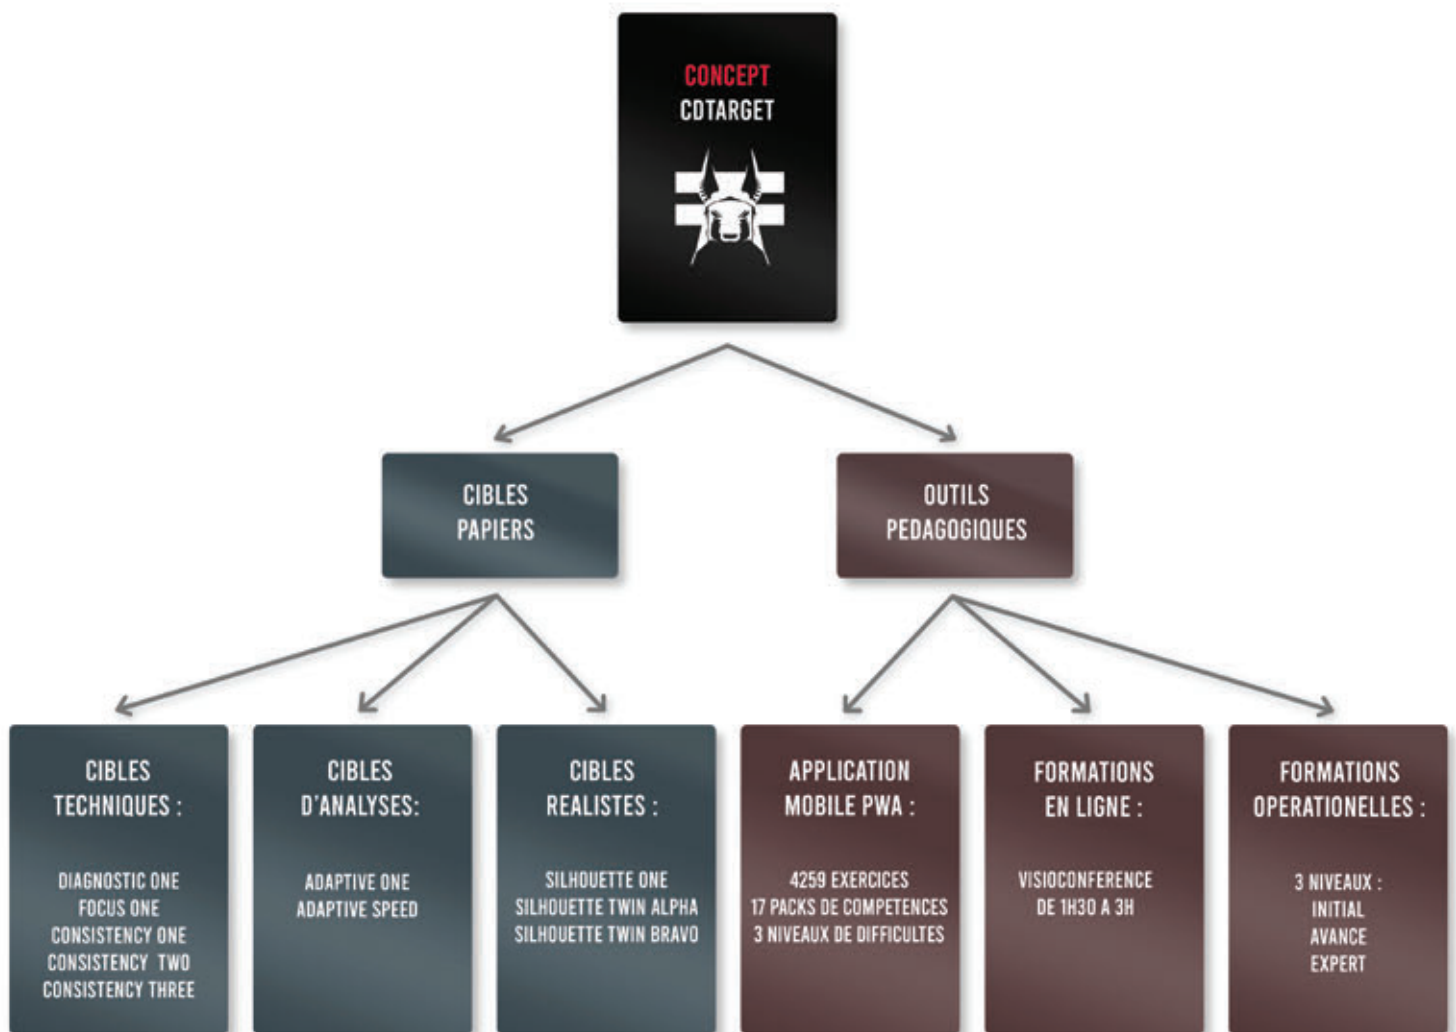 CONCEPT
CDTARGET
CIBLES
PAPIERS
OUTILS
PEDAGOGIQUES
CIBLES
TECHNIQUES :
DIAGNOSTIC ONE
FOCUS ONE
CONSISTENCY ONE
CONSISTENCY TWO
CONSISTENCY THREE
CIBLES
D'ANALYSES:
ADAPTIVE ONE
ADAPTIVE SPEED
CIBLES
REALISTES :
SILHOUETTE ONE
SILHOUETTE TWIN ALPHA
SILHOUETTE TWIN BRAVO
APPLICATION
MOBILE PWA :
4259 EXERCICES
17 PACKS DE COMPETENCES
3 NIVEAUX DE DIFFICULTES
FORMATIONS
EN LIGNE :
VISIOCONFERENCE
DE 1H30 A 3H
FORMATIONS
OPERATIONELLES :
3 NIVEAUX :
INITIAL
AVANCE
EXPERT